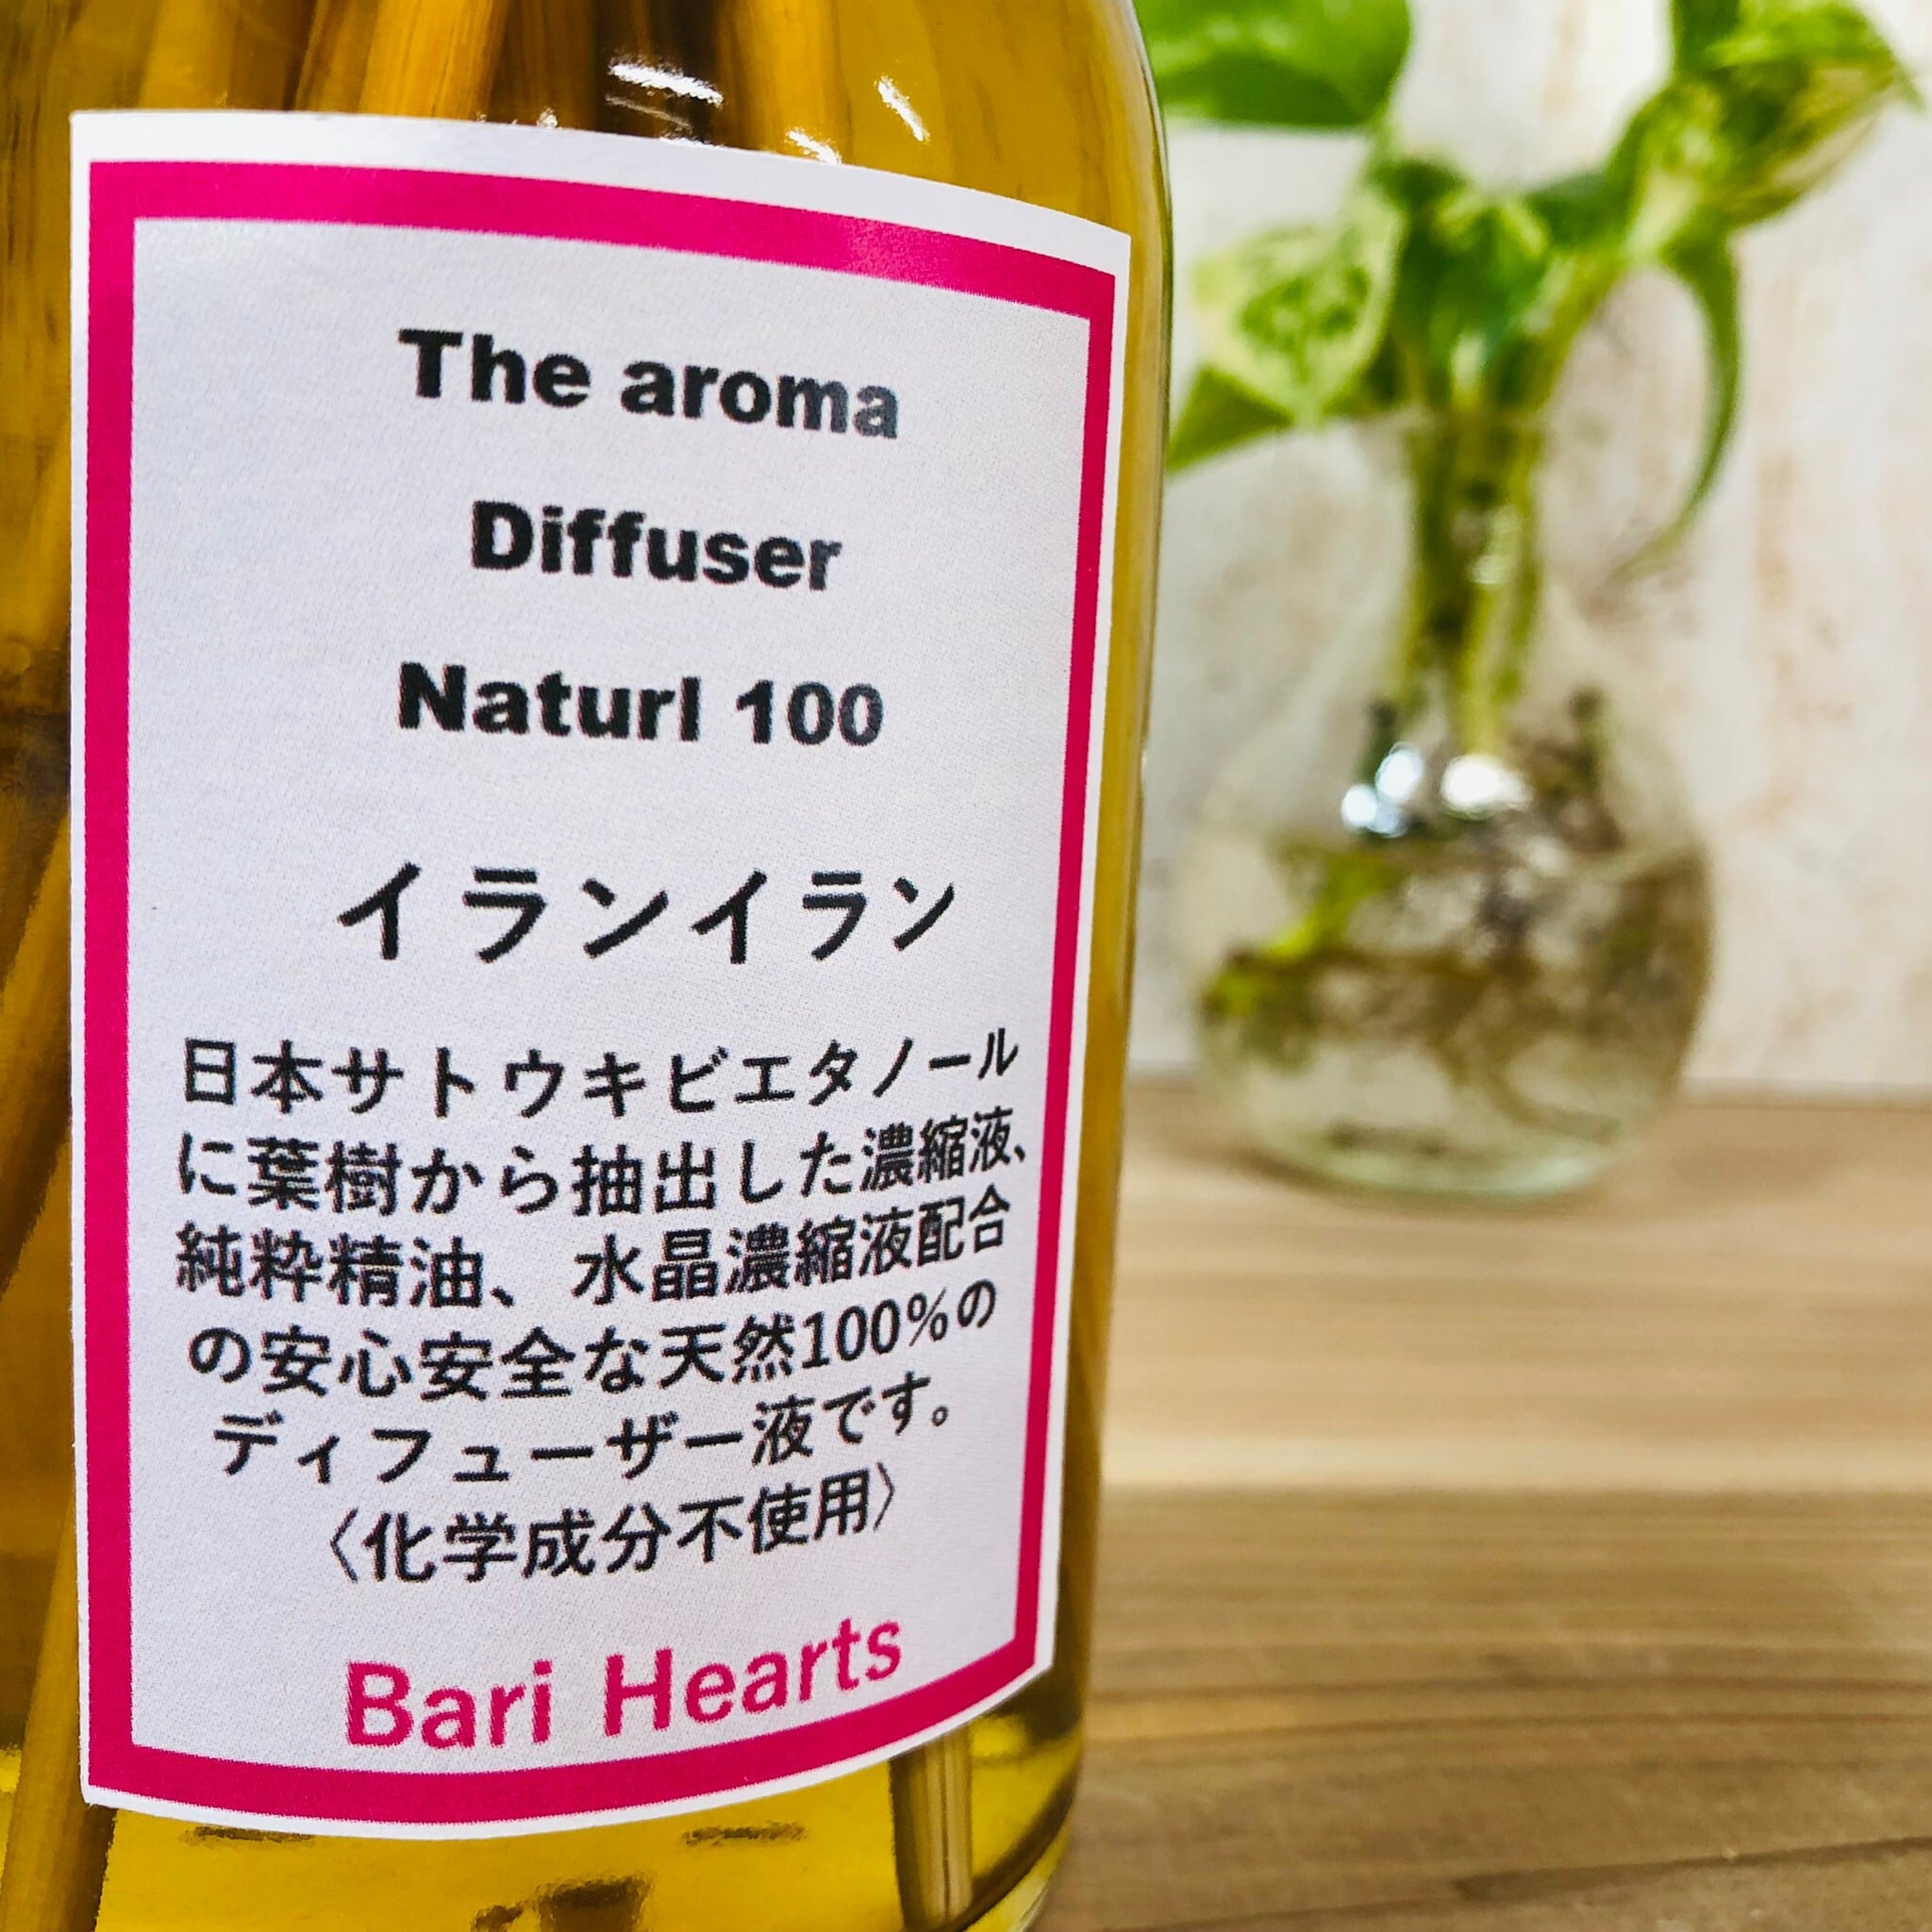 The aroma
Diffuser
Naturl 100
イランイラン
日本サトウキビエタノール
に葉樹から抽出した濃縮液、
純粋精油、水晶濃縮液配合
の安心安全な天然100%の
ディフューザー液です。
〈化学成分不使用〉
Bari Hearts